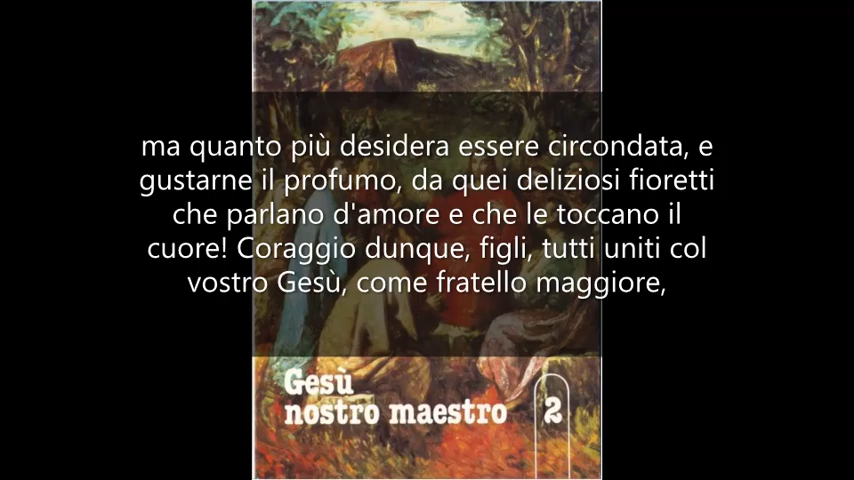 ma quanto più desidera essere circondata, e
gustarne il profumo, da quei deliziosi fioretti
che parlano d'amore e che le toccano il
cuore! Coraggio dunque, figli, tutti uniti col
vostro Gesù, come fratello maggiore,
Gesù
nostro maestro
2